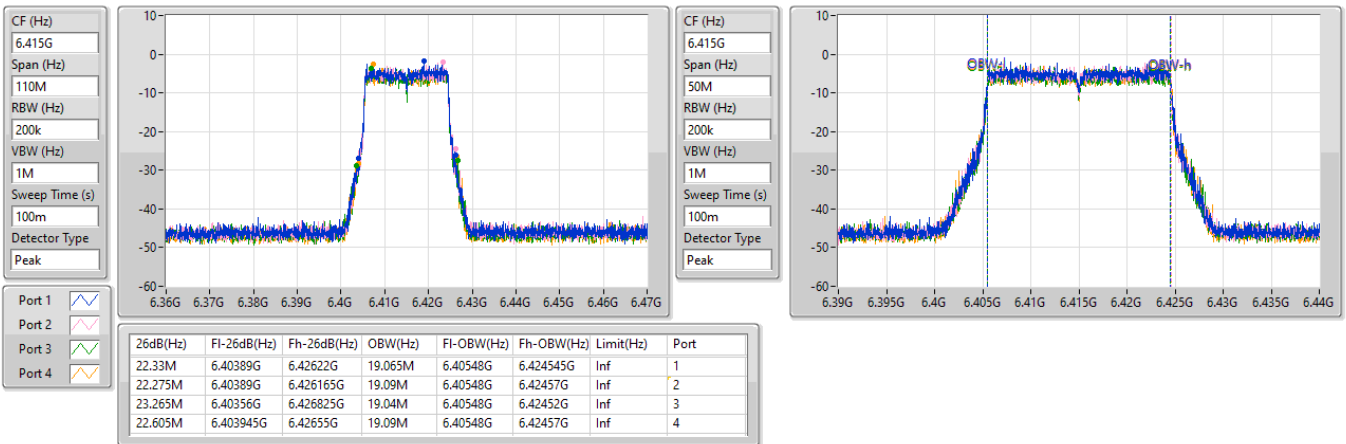 CF (Hz)
6.415G
Span (Hz)
110M
RBW (Hz)
200k
VBW (Hz)
1M
Sweep Time (s)
100m
Detector Type
Peak
10
0
-10
-20
-30
-40
-50
-60
6.36G 6.37G 6.38G 6.39G 6.4G 6.41G 6.42G 6.43G 6.44G 6.45G 6.46G 6.47G
CF (Hz)
6.415G
Span (Hz)
50M
RBW (Hz)
200k
VBW (Hz)
1M
Sweep Time (s)
100m
Detector Type
Peak
10
0
-10
-20
-30
-40
-50
-60
OBW-l OBW-h
6.39G 6.395G 6.4G 6.405G 6.41G 6.415G 6.42G 6.425G 6.43G 6.435G 6.44G
Port 1
Port 2
Port 3
Port 4
26dB(Hz) Fl-26dB(Hz) Fh-26dB(Hz) OBW(Hz) Fl-OBW(Hz) Fh-OBW(Hz) Limit(Hz) Port
22.33M 6.40389G 6.42622G 19.065M 6.40548G 6.424545G Inf 1
22.275M 6.40389G 6.426165G 19.09M 6.40548G 6.42457G Inf 2
23.265M 6.40356G 6.426825G 19.04M 6.40548G 6.42452G Inf 3
22.605M 6.403945G 6.42655G 19.09M 6.40548G 6.42457G Inf 4